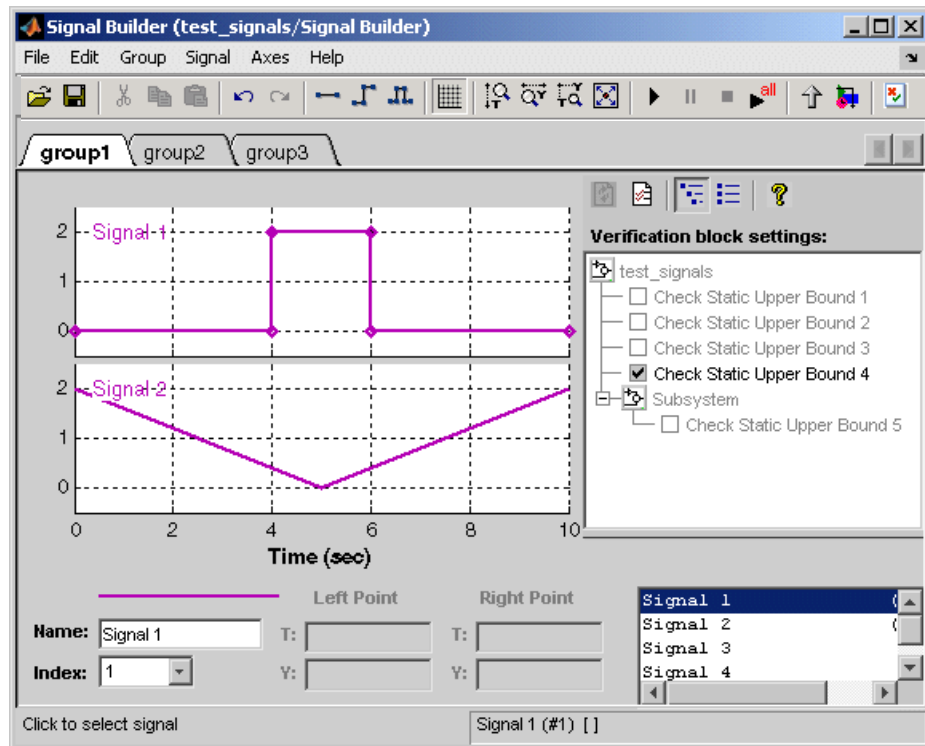 Signal Builder (test_signals/Signal Builder)
File Edit Group Signal Axes Help
all
group1 group2 group3
Verification block settings:
test_signals
Check Static Upper Bound 1
Check Static Upper Bound 2
Check Static Upper Bound 3
Check Static Upper Bound 4
Subsystem
Check Static Upper Bound 5
2
Signal 1
1
0
2
Signal 2
1
0
0 2 4 6 8 10
Time (sec)
Left Point Right Point
Name: Signal 1 T: T:
Index: 1 Y: Y:
Signal 1 (
Signal 2 (
Signal 3
Signal 4
Click to select signal
Signal 1 (#1) [ ]